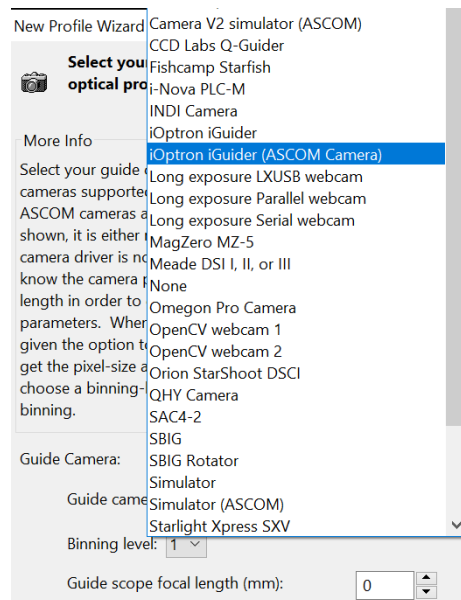 New Profile Wizard
Select your
optical pro
More Info
Select your guide
cameras supported
ASCOM cameras a
shown, it is either
camera driver is no
know the camera
length in order to
parameters. When
given the option to
get the pixel-size a
choose a binning-
binning.
Guide Camera:
Guide came
Binning level: 1
Guide scope focal length (mm): 0
Camera V2 simulator (ASCOM)
CCD Labs Q-Guider
Fishcamp Starfish
i-Nova PLC-M
INDI Camera
iOptron iGuider
iOptron iGuider (ASCOM Camera)
Long exposure LXUSB webcam
Long exposure Parallel webcam
Long exposure Serial webcam
MagZero MZ-5
Meade DSI I, II, or III
None
Omegon Pro Camera
OpenCV webcam 1
OpenCV webcam 2
Orion StarShoot DSCI
QHY Camera
SAC4-2
SBIG
SBIG Rotator
Simulator
Simulator (ASCOM)
Starlight Xpress SXV